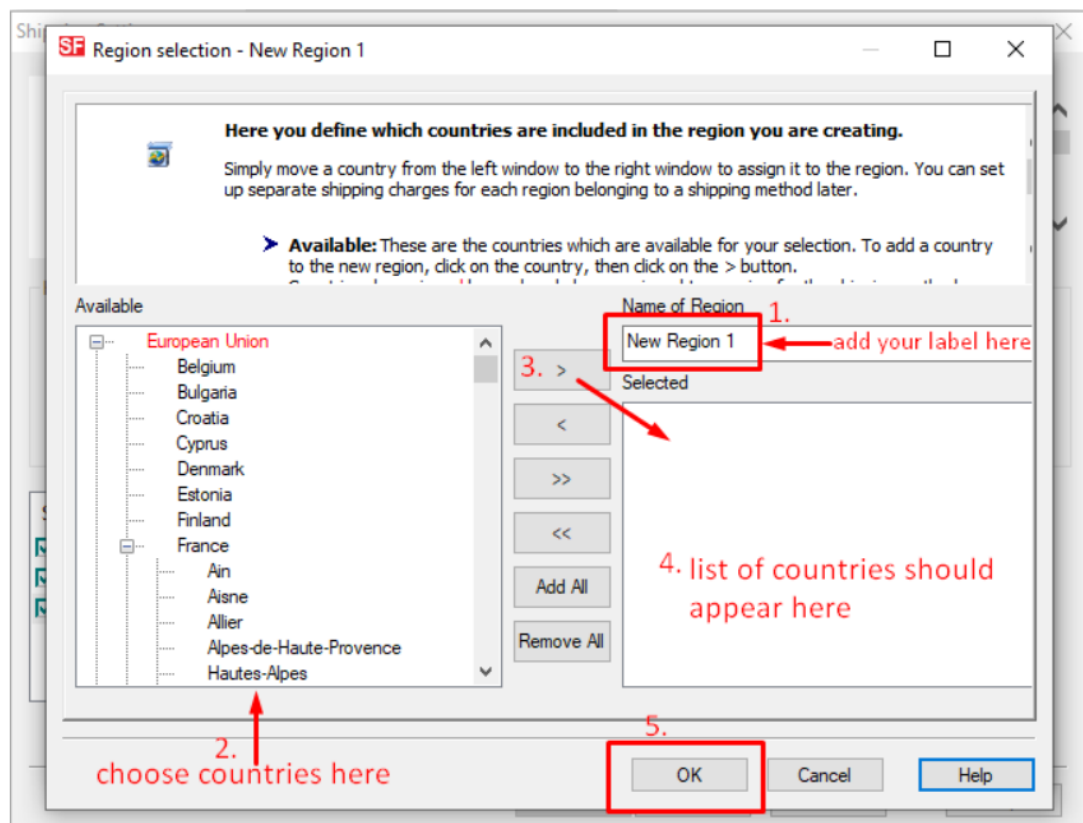 Shi
SF Region selection - New Region 1
Here you define which countries are included in the region you are creating.
Simply move a country from the left window to the right window to assign it to the region. You can set
up separate shipping charges for each region belonging to a shipping method later.
Available: These are the countries which are available for your selection. To add a country
to the new region, click on the country, then click on the > button.
Available
Name of Region
1.
European Union
New Region 1
add your label here
Belgium
3. >
Selected
Bulgaria
Croatia
<
Cyprus
Denmark
>>
Estonia
Finland
<<
France
Ain
4. list of countries should
appear here
Aisne
Add All
Allier
Alpes-de-Haute-Provence
Remove All
Hautes-Alpes
2.
choose countries here
5.
OK
Cancel
Help